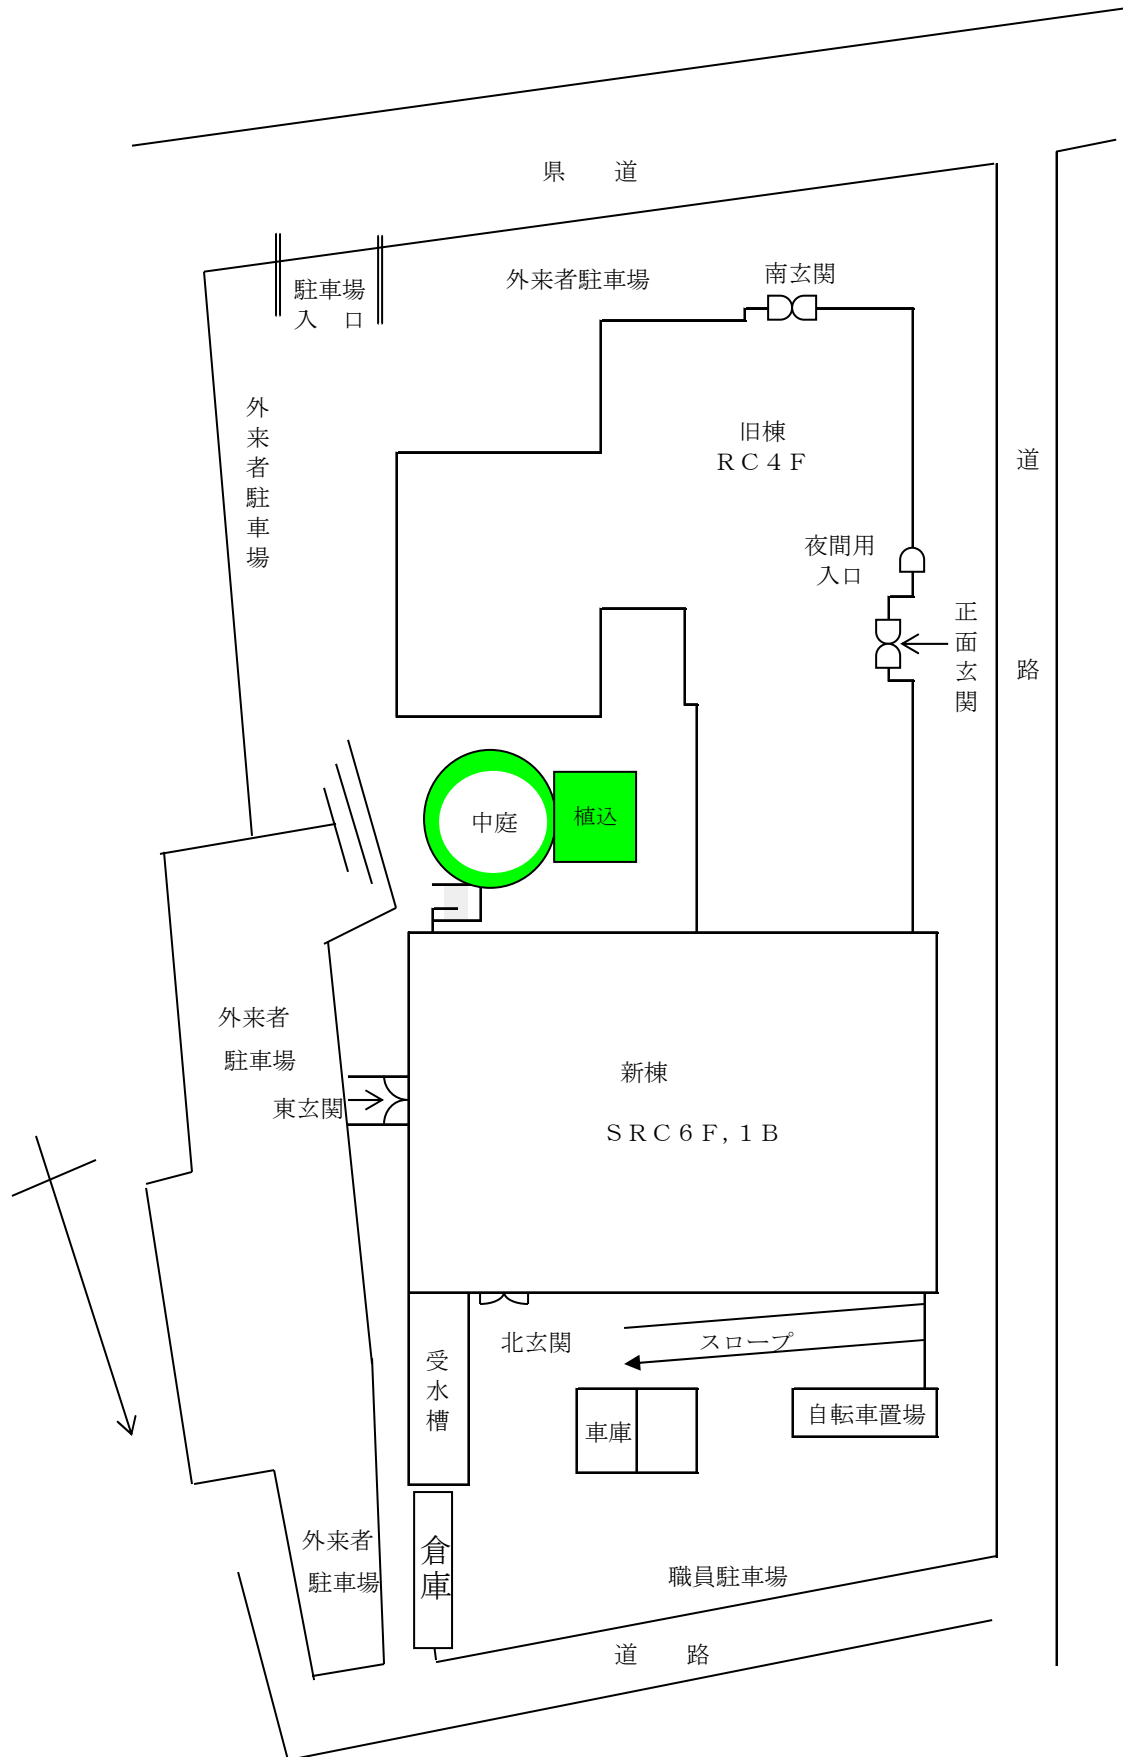 県　　道
外来者駐車場
南玄関
駐車場
入　口
外来者駐車場
旧棟
ＲＣ４Ｆ
道　路
夜間用
入口
正面玄関
中庭
植込
外来者
駐車場
新棟
東玄関
ＳＲＣ６Ｆ，１Ｂ
北玄関
スロープ
受水槽
自転車置場
車庫
外来者
駐車場
倉庫
職員駐車場
道　　路